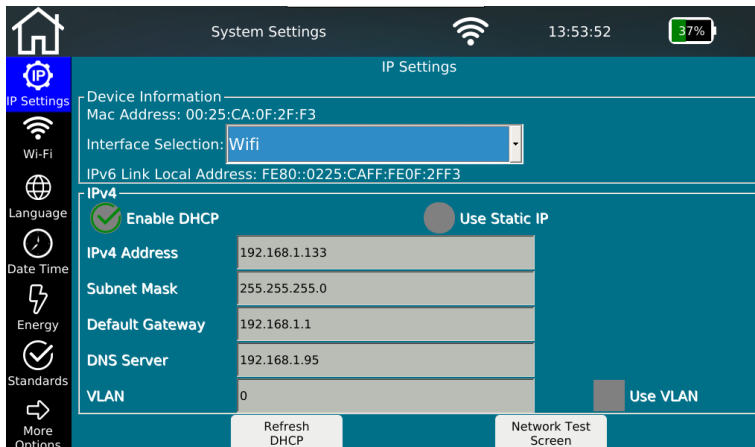 System Settings
13:53:52
37%
IP
IP Settings
IP Settings
Device Information
Mac Address: 00:25:CA:0F:2F:F3
Interface Selection: Wifi
IPv6 Link Local Address: FE80::0225:CAFF:FE0F:2FF3
Wi-Fi
Language
Date Time
Energy
Standards
More
Options
IPv4
Enable DHCP
Use Static IP
IPv4 Address 192.168.1.133
Subnet Mask 255.255.255.0
Default Gateway 192.168.1.1
DNS Server 192.168.1.95
VLAN 0
Use VLAN
Refresh
DHCP
Network Test
Screen